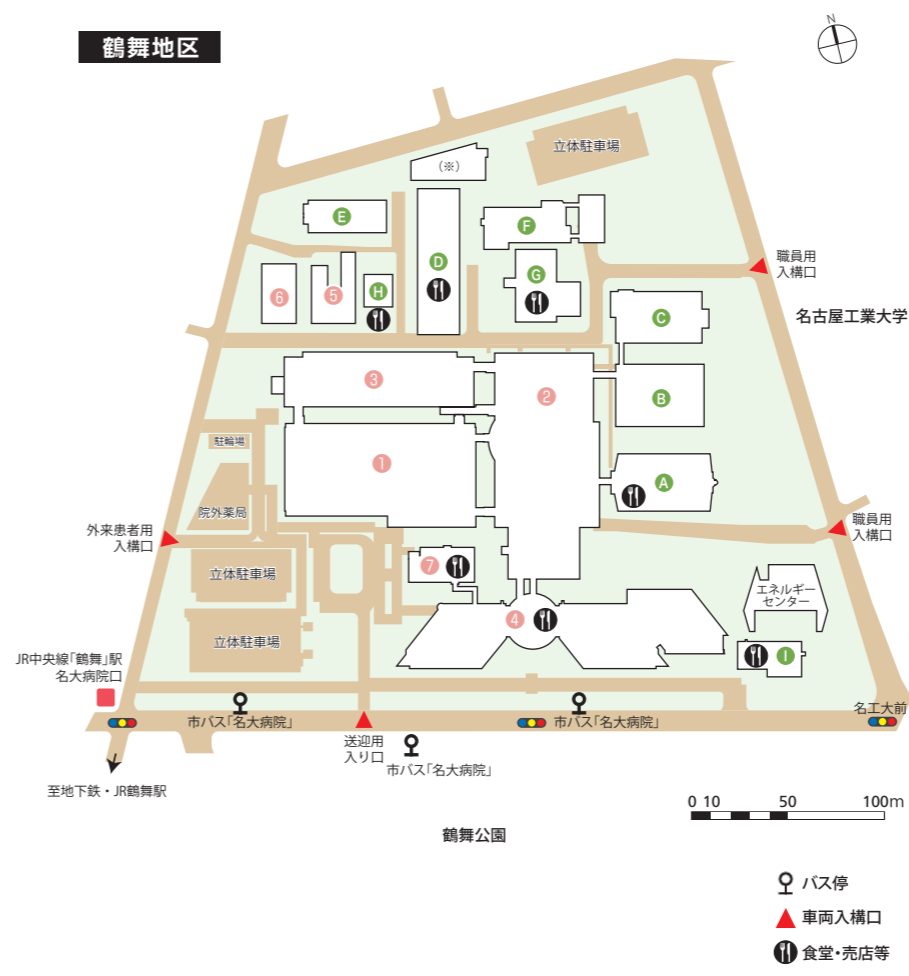 鶴舞地区
N
立体駐車場
(※)
E
F
D
G
6
5
H
職員用
入構口
名古屋工業大学
C
3
2
B
駐輪場
1
A
院外薬局
外来患者用
入構口
職員用
入構口
7
立体駐車場
エネルギー
センター
4
立体駐車場
I
JR中央線「鶴舞」駅
名大病院口
市バス「名大病院」
市バス「名大病院」
名工大前
送迎用
入り口
市バス「名大病院」
至地下鉄・JR鶴舞駅
0 10 50 100m
鶴舞公園
バス停
車両入構口
食堂・売店等